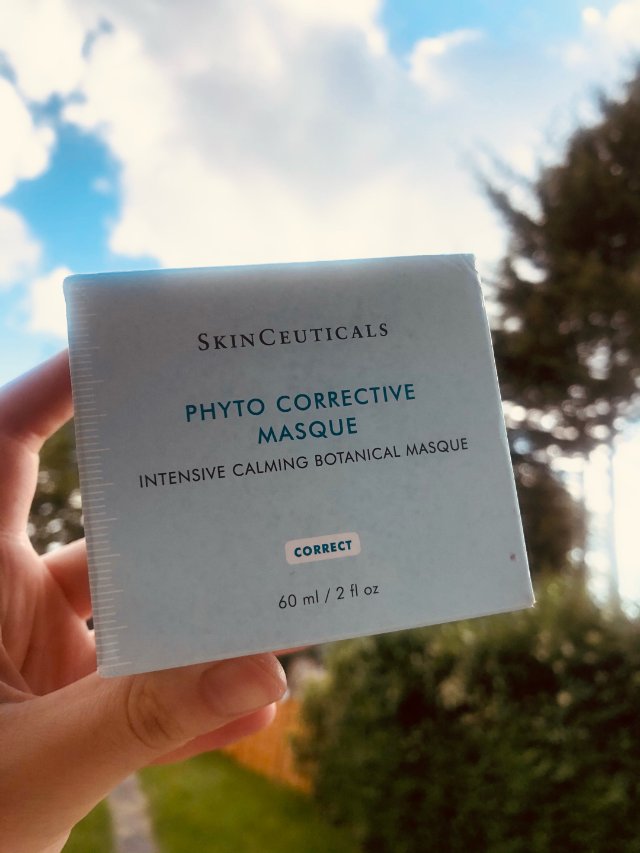 SKINCEUTICALS
PHYTO CORRECTIVE
MASQUE
INTENSIVE CALMING BOTANICAL MASQUE
CORRECT
60 ml / 2 fl oz